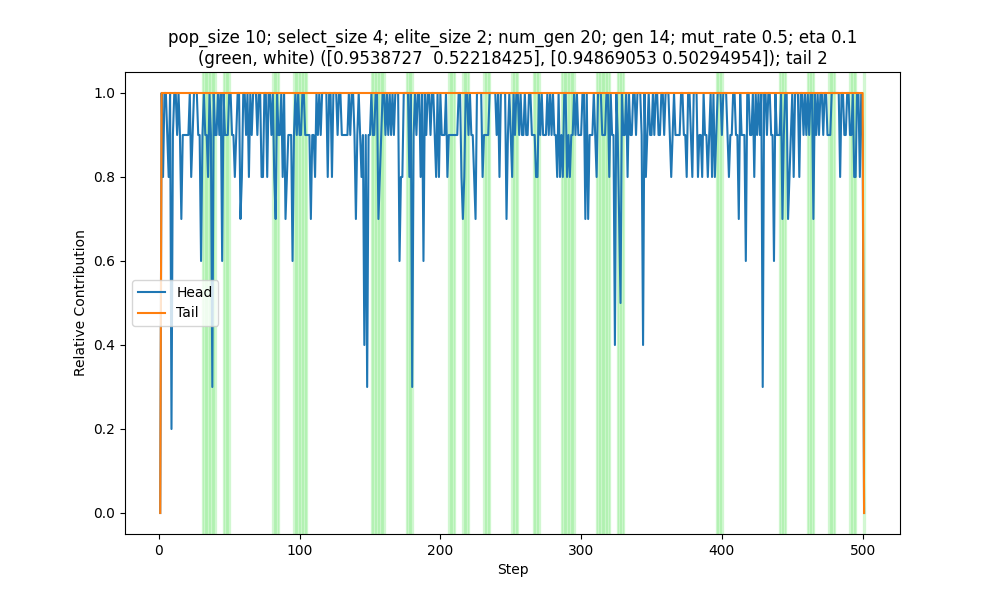 pop_size 10; select_size 4; elite_size 2; num_gen 20; gen 14; mut_rate 0.5; eta 0.1
(green, white) ([0.9538727  0.52218425], [0.94869053 0.50294954]); tail 2
1.0
0.8
0.6
0.4
0.2
0.0
Relative Contribution
Head
Tail
0
100
200
300
400
500
Step